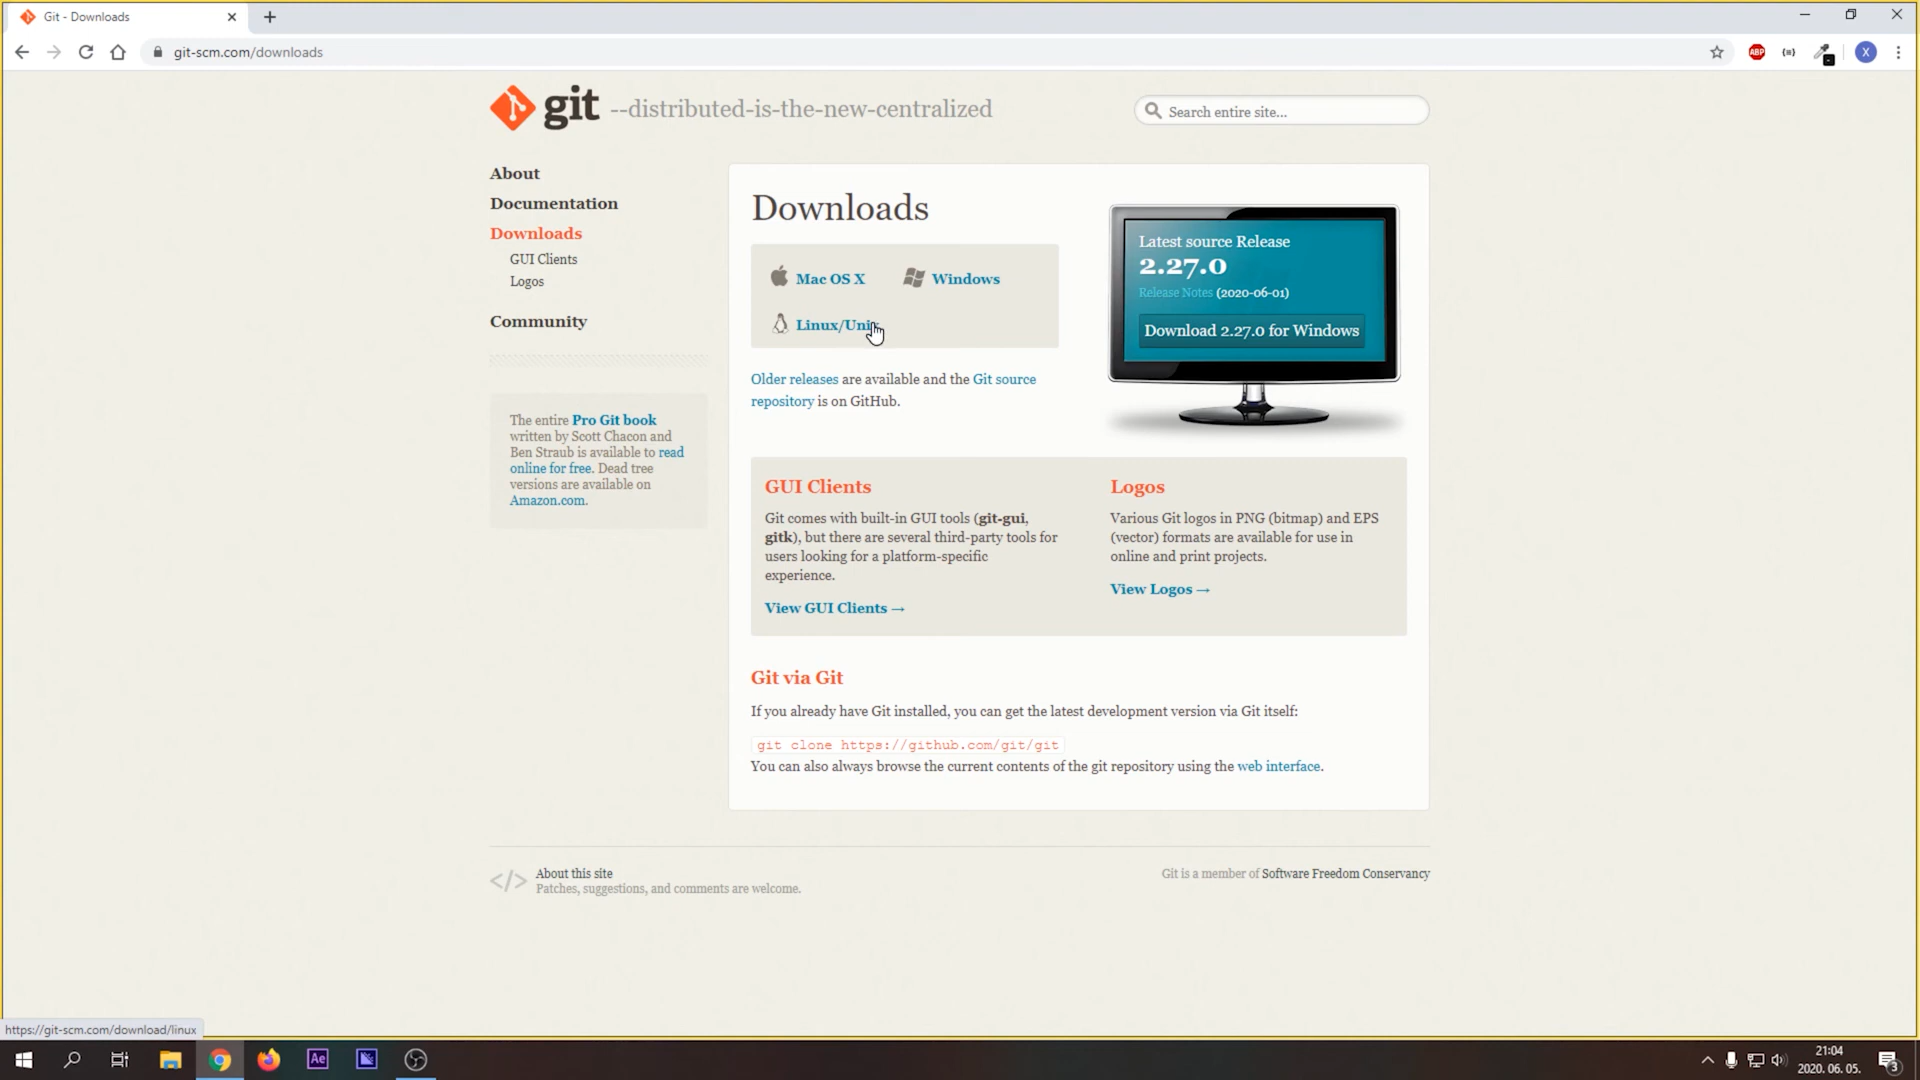 Git - Downloads
git-scm.com/downloads
ABP
X
git --distributed-is-the-new-centralized
Search entire site...
About
Documentation
Downloads
GUI Clients
Logos
Community
The entire Pro Git book
written by Scott Chacon and
Ben Straub is available to read
online for free. Dead tree
versions are available on
Amazon.com.
Downloads
Mac OS X
Windows
Linux/Unix
Older releases are available and the Git source
repository is on GitHub.
Latest source Release
2.27.0
Release Notes (2020-06-01)
Download 2.27.0 for Windows
GUI Clients
Git comes with built-in GUI tools (git-gui,
gitk), but there are several third-party tools for
users looking for a platform-specific
experience.
View GUI Clients →
Logos
Various Git logos in PNG (bitmap) and EPS
(vector) formats are available for use in
online and print projects.
View Logos →
Git via Git
If you already have Git installed, you can get the latest development version via Git itself:
git clone https://github.com/git/git
You can also always browse the current contents of the git repository using the web interface.
</> About this site
Patches, suggestions, and comments are welcome.
Git is a member of Software Freedom Conservancy
https://git-scm.com/download/linux
Ae
21:04
2020. 06. 05.
3